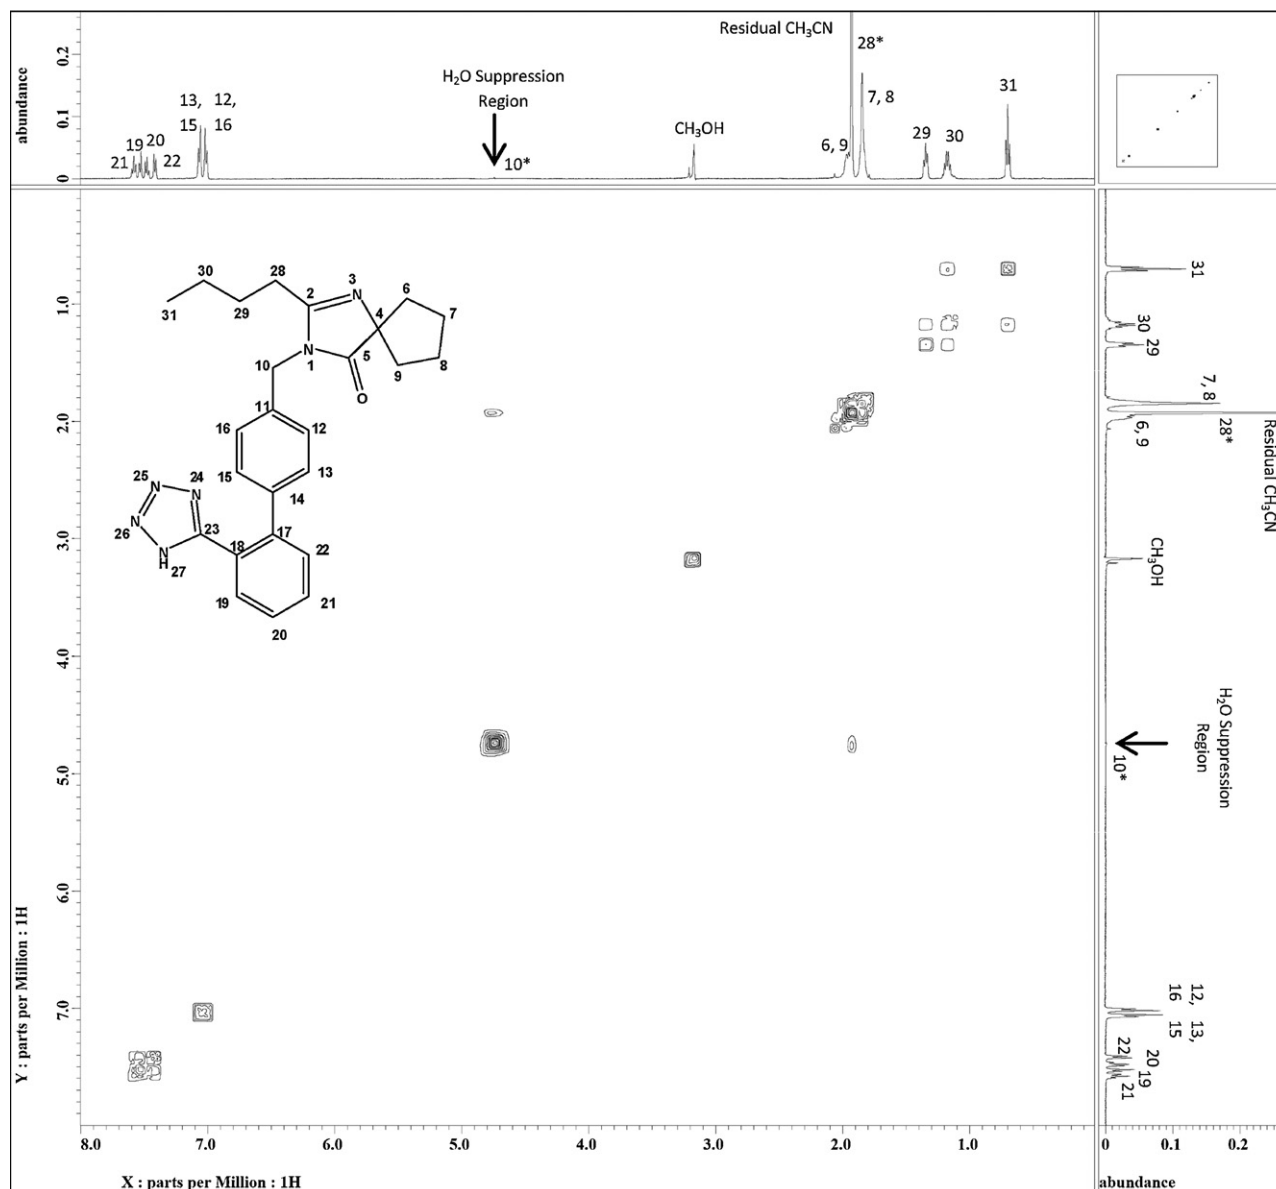 Residual CH₃CN
28*
7, 8
31
H₂O Suppression
Region
10*
CH₃OH
6, 9
29
30
13, 12,
15 16
19 20
21 22
abundance
0.2
0.1
0
30
28
31
29
3
N
2
4
6
7
8
9
5
N
1
O
10
11
16
12
15
13
14
25
24
N
N
N
N
26
23
N
H
27
18
17
22
19
21
20
31
30
29
7, 8
28*
6, 9
Residual CH₃CN
CH₃OH
H₂O Suppression
Region
10*
12, 13,
16 15
22 20
19
21
1.0
2.0
3.0
4.0
5.0
6.0
7.0
Y : parts per Million : 1H
8.0 7.0 6.0 5.0 4.0 3.0 2.0 1.0
0 0.1 0.2
X : parts per Million : 1H
abundance